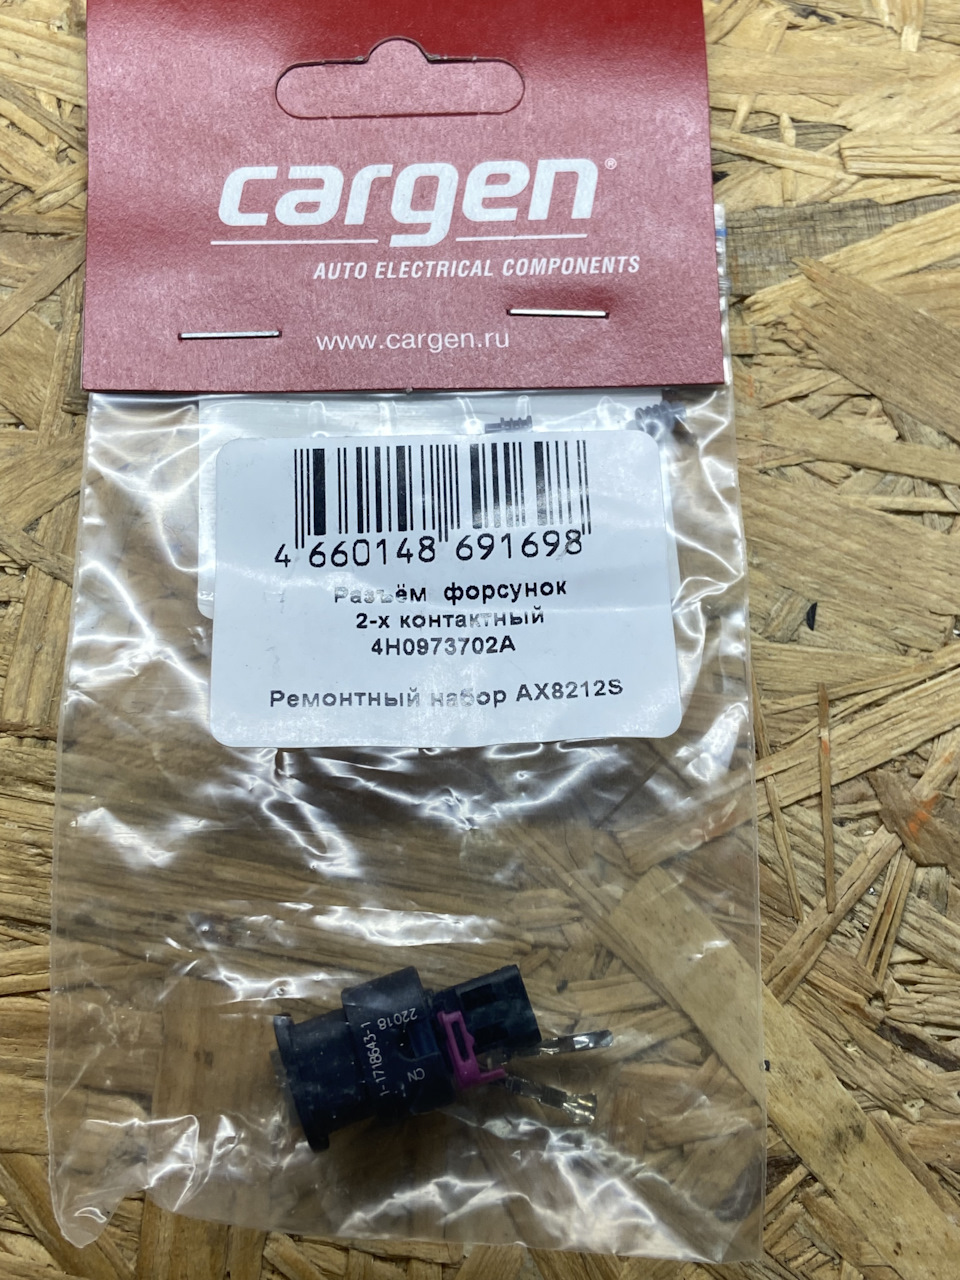 cargen®
AUTO ELECTRICAL COMPONENTS
www.cargen.ru
4 660148 691698
Разъём форсунок
2-х контактный
4H0973702A
Ремонтный набор AX8212S
22018
1-1718643-1